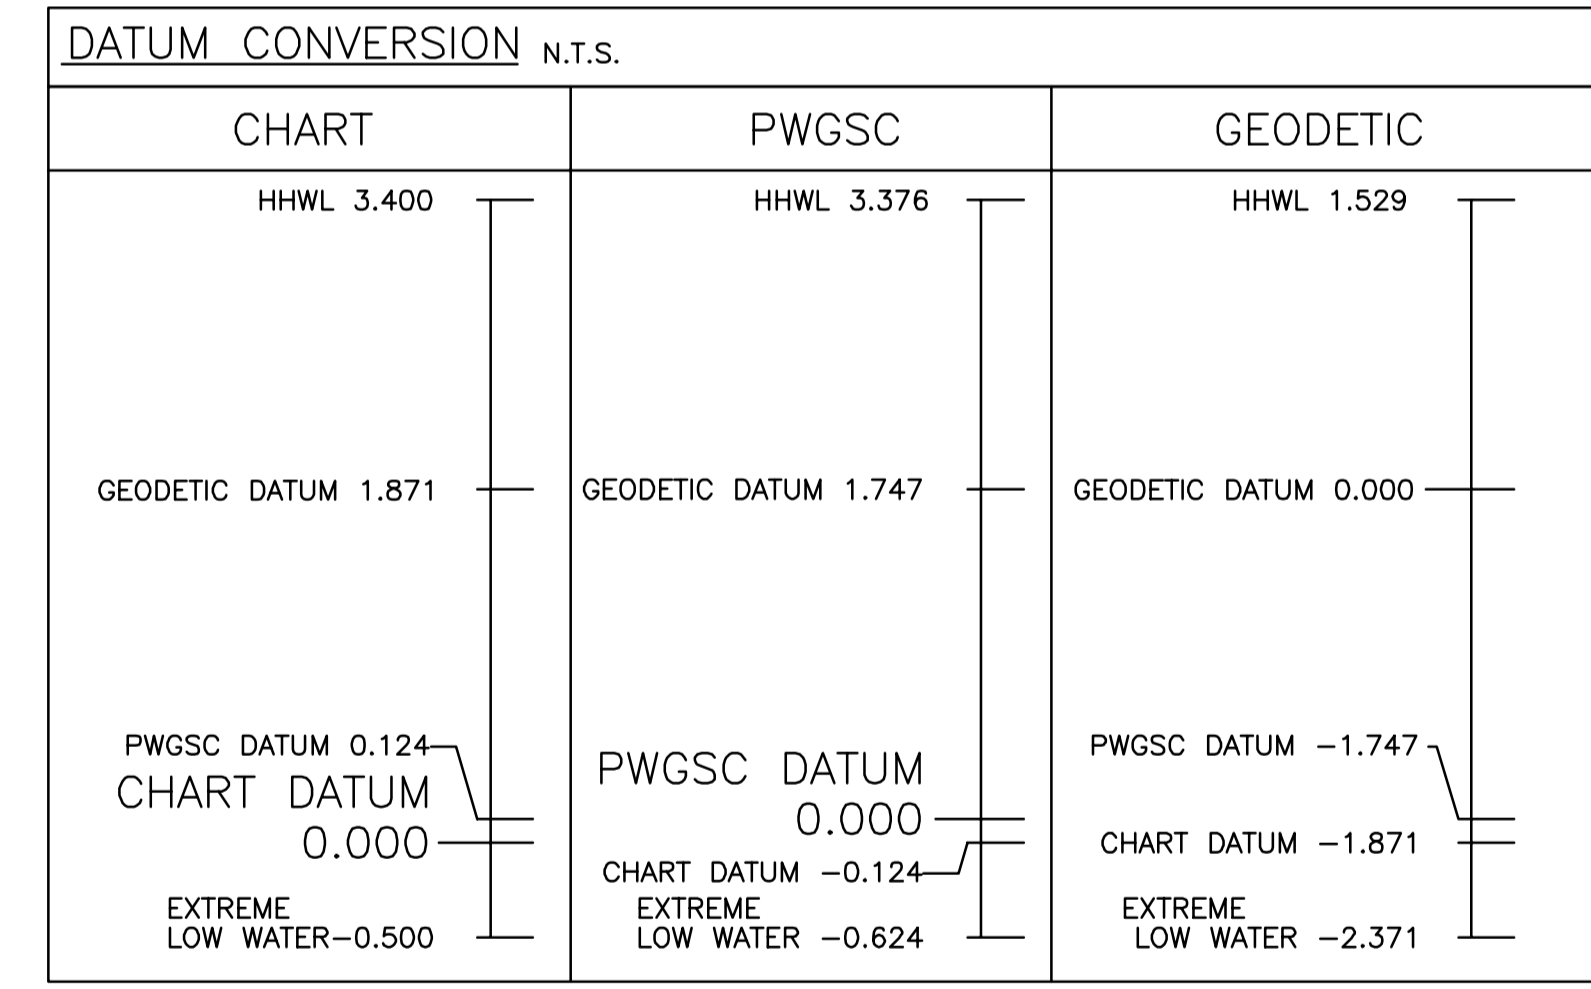 DATUM CONVERSION N.T.S.
CHART
PWGSC
GEODETIC
HHWL 3.400
GEODETIC DATUM 1.871
PWGSC DATUM 0.124
CHART DATUM
0.000
EXTREME
LOW WATER-0.500
HHWL 3.376
GEODETIC DATUM 1.747
PWGSC DATUM
0.000
CHART DATUM -0.124
EXTREME
LOW WATER -0.624
HHWL 1.529
GEODETIC DATUM 0.000
PWGSC DATUM -1.747
CHART DATUM -1.871
EXTREME
LOW WATER -2.371